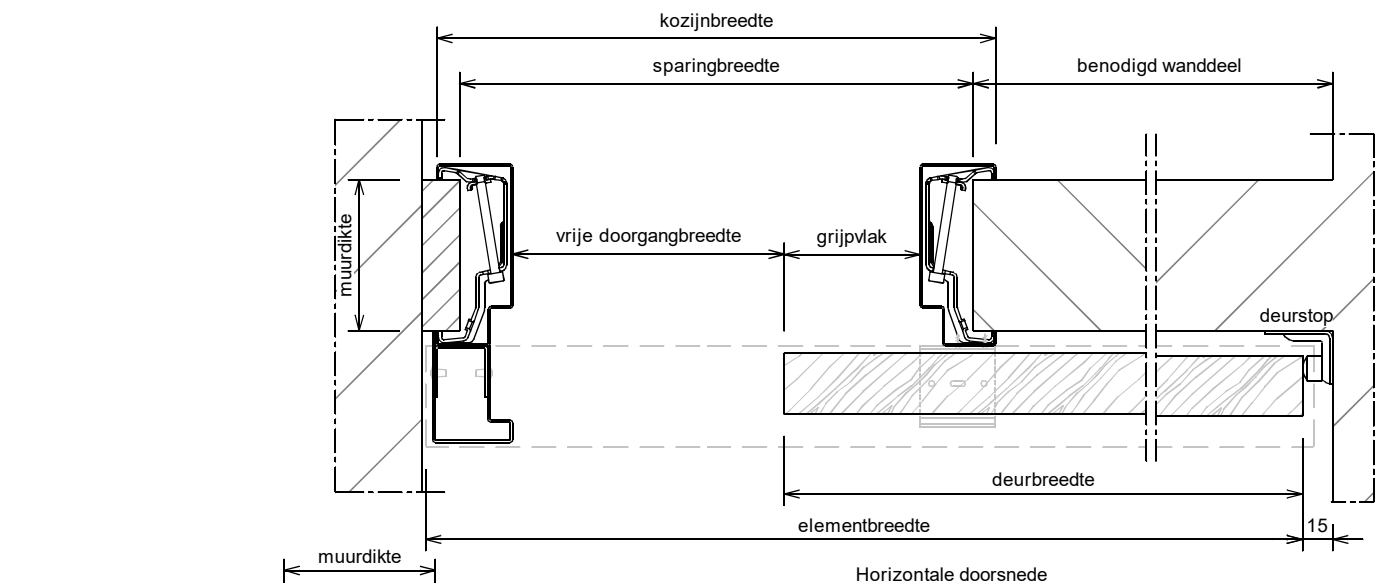 kozijnbreedte
sparingbreedte
benodigd wanddeel
muurdikte
vrije doorgangbreedte
grijpvlak
deurstop
deurbreedte
elementbreedte
15
muurdikte
Horizontale doorsnede